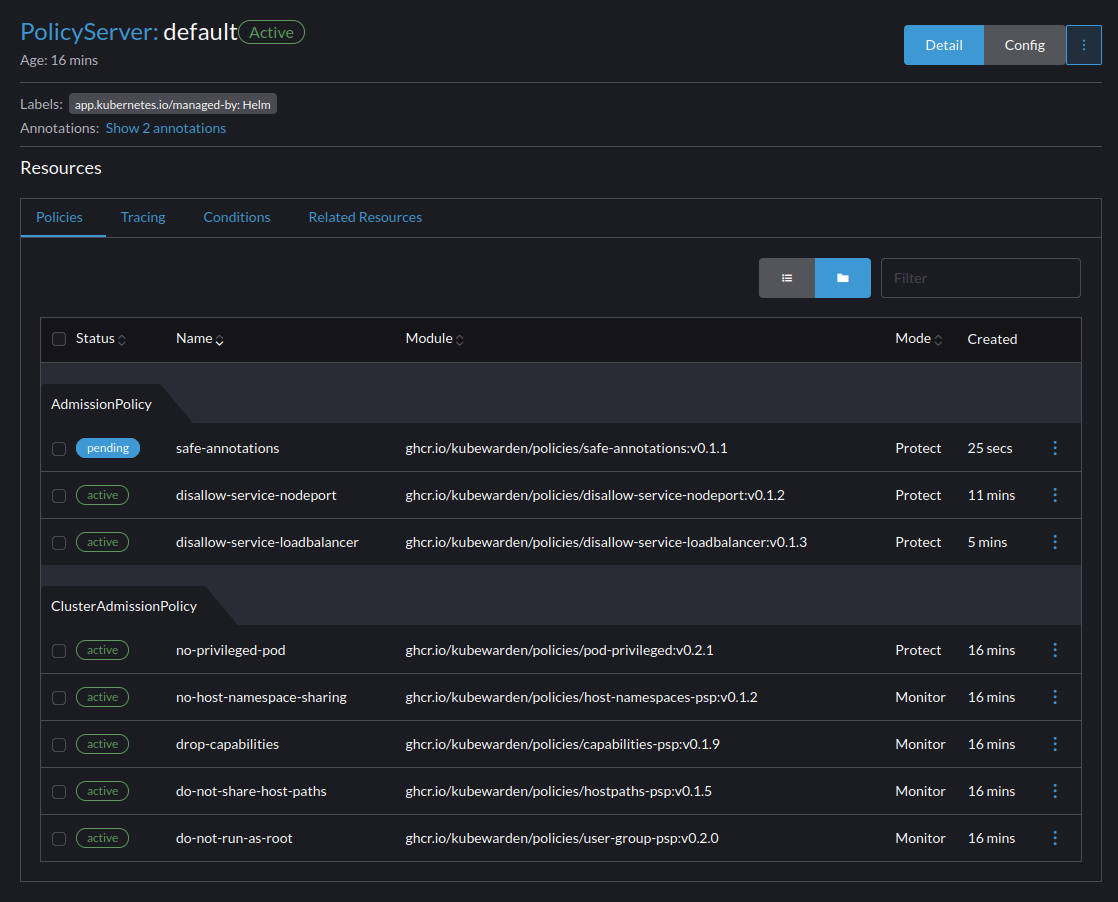 PolicyServer: default Active
Age: 16 mins
Detail Config
Labels: app.kubernetes.io/managed-by: Helm
Annotations: Show 2 annotations
Resources
Policies Tracing Conditions Related Resources
Filter
Status Name Module Mode Created
AdmissionPolicy
pending safe-annotations ghcr.io/kubewarden/policies/safe-annotations:v0.1.1 Protect 25 secs
active disallow-service-nodeport ghcr.io/kubewarden/policies/disallow-service-nodeport:v0.1.2 Protect 11 mins
active disallow-service-loadbalancer ghcr.io/kubewarden/policies/disallow-service-loadbalancer:v0.1.3 Protect 5 mins
ClusterAdmissionPolicy
active no-privileged-pod ghcr.io/kubewarden/policies/pod-privileged:v0.2.1 Protect 16 mins
active no-host-namespace-sharing ghcr.io/kubewarden/policies/host-namespaces-psp:v0.1.2 Monitor 16 mins
active drop-capabilities ghcr.io/kubewarden/policies/capabilities-psp:v0.1.9 Monitor 16 mins
active do-not-share-host-paths ghcr.io/kubewarden/policies/hostpaths-psp:v0.1.5 Monitor 16 mins
active do-not-run-as-root ghcr.io/kubewarden/policies/user-group-psp:v0.2.0 Monitor 16 mins